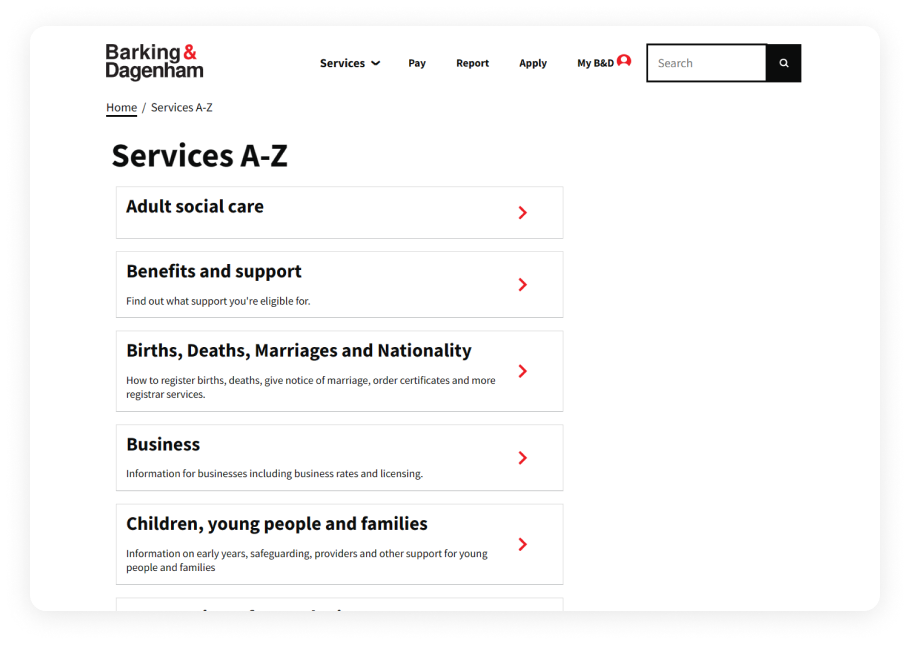 Barking &
Dagenham
Services
Pay
Report
Apply
My B&D
Search
Home / Services A-Z
Services A-Z
Adult social care
Benefits and support
Find out what support you're eligible for.
Births, Deaths, Marriages and Nationality
How to register births, deaths, give notice of marriage, order certificates and more
registrar services.
Business
Information for businesses including business rates and licensing.
Children, young people and families
Information on early years, safeguarding, providers and other support for young
people and families